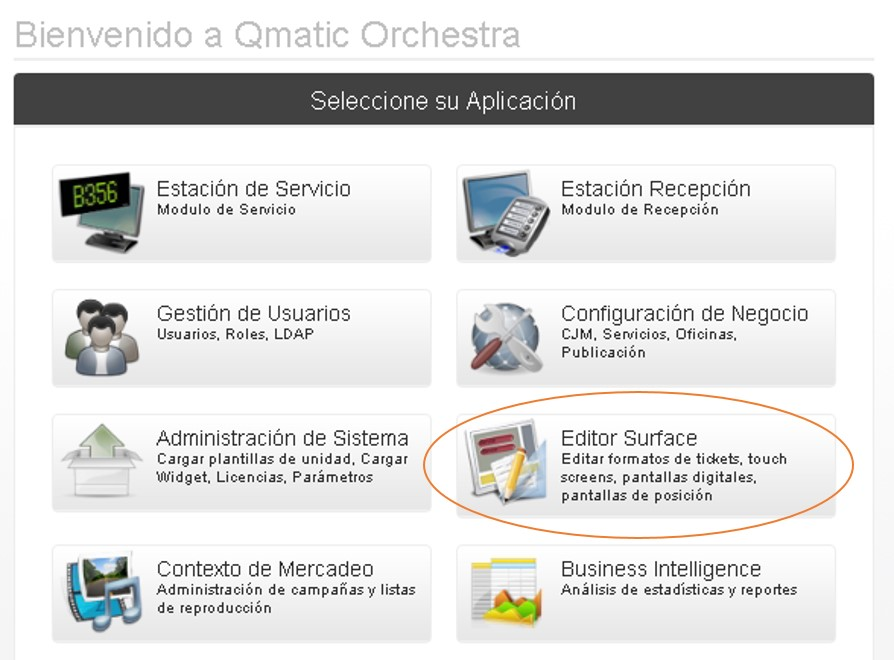 Bienvenido a Qmatic Orchestra
Seleccione su Aplicación
B356
Estación de Servicio
Modulo de Servicio
Estación Recepción
Modulo de Recepción
Gestión de Usuarios
Usuarios, Roles, LDAP
Configuración de Negocio
CJM, Servicios, Oficinas,
Publicación
Administración de Sistema
Cargar plantillas de unidad, Cargar
Widget, Licencias, Parámetros
Editor Surface
Editar formatos de tickets, touch
screens, pantallas digitales,
pantallas de posición
Contexto de Mercadeo
Administración de campañas y listas
de reproducción
Business Intelligence
Análisis de estadísticas y reportes